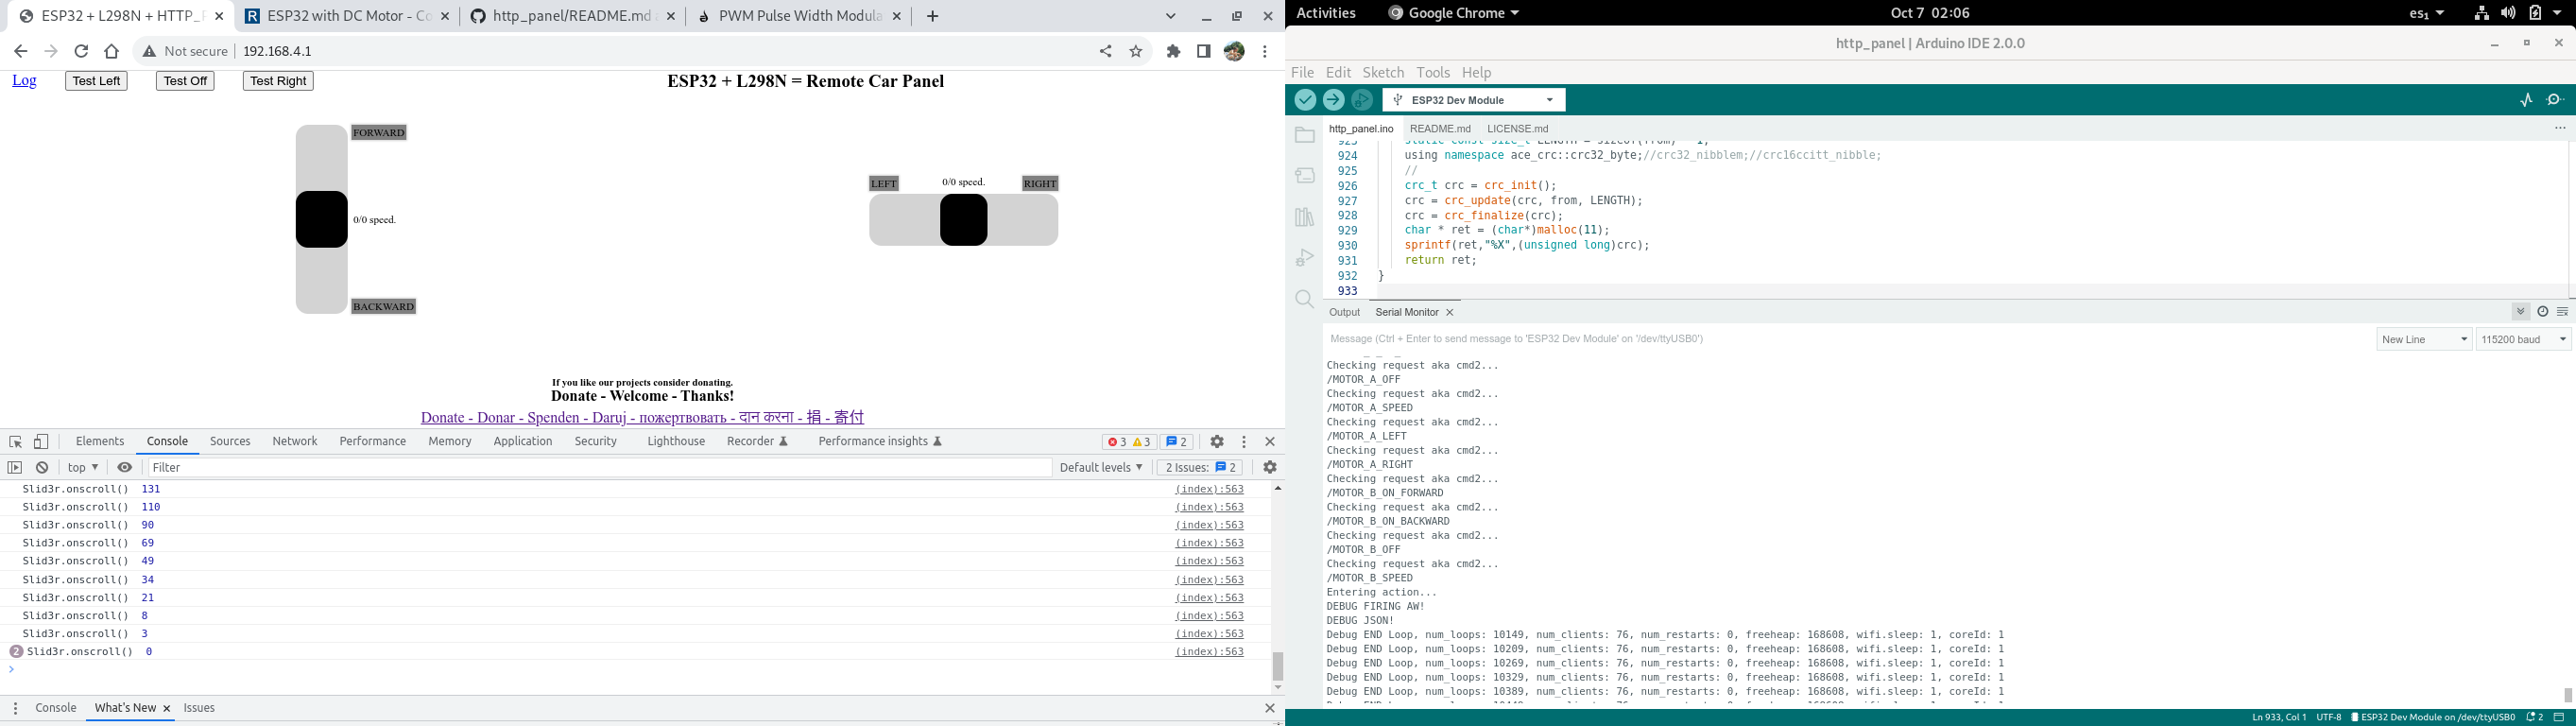 ESP32 + L298N + HTTP_P
ESP32 with DC Motor - Co
http_panel/README.md a
PWM Pulse Width Modula
Not secure | 192.168.4.1
Log Test Left Test Off Test Right
ESP32 + L298N = Remote Car Panel
FORWARD
0/0 speed.
BACKWARD
LEFT 0/0 speed. RIGHT
If you like our projects consider donating.
Donate - Welcome - Thanks!
Donate - Donar - Spenden - Daruj - пожертвовать - दान करना - 捐 - 寄付
Elements Console Sources Network Performance Memory Application Security Lighthouse Recorder Performance insights 3 3 2
top Filter Default levels 2 Issues: 2
Slid3r.onscroll() 131 (index):563
Slid3r.onscroll() 110 (index):563
Slid3r.onscroll() 90 (index):563
Slid3r.onscroll() 69 (index):563
Slid3r.onscroll() 49 (index):563
Slid3r.onscroll() 34 (index):563
Slid3r.onscroll() 21 (index):563
Slid3r.onscroll() 8 (index):563
Slid3r.onscroll() 3 (index):563
2 Slid3r.onscroll() 0 (index):563
Console What's New Issues
Activities Google Chrome Oct 7 02:06 es₁
http_panel | Arduino IDE 2.0.0
File Edit Sketch Tools Help
ESP32 Dev Module
http_panel.ino README.md LICENSE.md
924 using namespace ace_crc::crc32_byte;//crc32_nibblem;//crc16ccitt_nibble;
925 //
926 crc_t crc = crc_init();
927 crc = crc_update(crc, from, LENGTH);
928 crc = crc_finalize(crc);
929 char * ret = (char*)malloc(11);
930 sprintf(ret,"%X",(unsigned long)crc);
931 return ret;
932 }
933
Output Serial Monitor
Message (Ctrl + Enter to send message to 'ESP32 Dev Module' on '/dev/ttyUSB0')
New Line 115200 baud
Checking request aka cmd2...
/MOTOR_A_OFF
Checking request aka cmd2...
/MOTOR_A_SPEED
Checking request aka cmd2...
/MOTOR_A_LEFT
Checking request aka cmd2...
/MOTOR_A_RIGHT
Checking request aka cmd2...
/MOTOR_B_ON_FORWARD
Checking request aka cmd2...
/MOTOR_B_ON_BACKWARD
Checking request aka cmd2...
/MOTOR_B_OFF
Checking request aka cmd2...
/MOTOR_B_SPEED
Entering action...
DEBUG FIRING AW!
DEBUG JSON!
Debug END Loop, num_loops: 10149, num_clients: 76, num_restarts: 0, freeheap: 168608, wifi.sleep: 1, coreId: 1
Debug END Loop, num_loops: 10209, num_clients: 76, num_restarts: 0, freeheap: 168608, wifi.sleep: 1, coreId: 1
Debug END Loop, num_loops: 10269, num_clients: 76, num_restarts: 0, freeheap: 168608, wifi.sleep: 1, coreId: 1
Debug END Loop, num_loops: 10329, num_clients: 76, num_restarts: 0, freeheap: 168608, wifi.sleep: 1, coreId: 1
Debug END Loop, num_loops: 10389, num_clients: 76, num_restarts: 0, freeheap: 168608, wifi.sleep: 1, coreId: 1
Ln 933, Col 1 UTF-8 ESP32 Dev Module on /dev/ttyUSB0 2